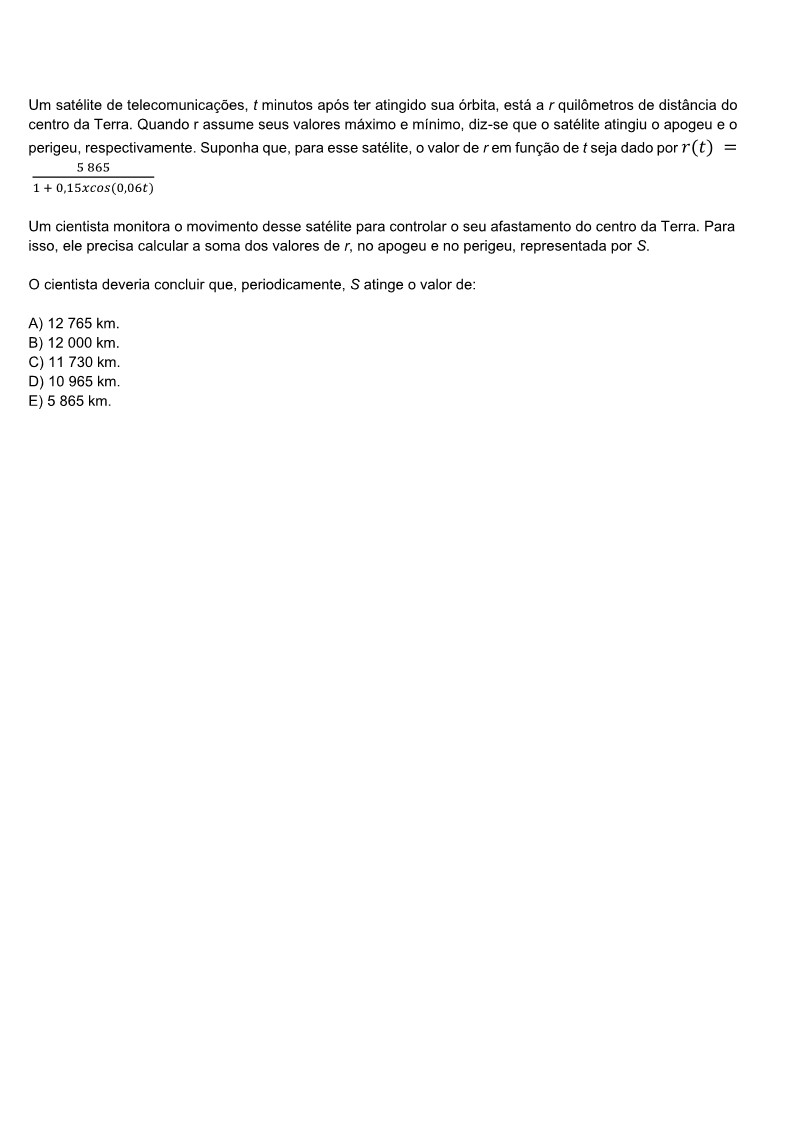 Um satélite de telecomunicações, t minutos após ter atingido sua órbita, está a r quilômetros de distância do
centro da Terra. Quando r assume seus valores máximo e mínimo, diz-se que o satélite atingiu o apogeu e o
perigeu, respectivamente. Suponha que, para esse satélite, o valor de r em função de t seja dado por r(t) =
5 865
1 + 0,15xcos(0,06t)
Um cientista monitora o movimento desse satélite para controlar o seu afastamento do centro da Terra. Para
isso, ele precisa calcular a soma dos valores de r, no apogeu e no perigeu, representada por S.
O cientista deveria concluir que, periodicamente, S atinge o valor de:
A) 12 765 km.
B) 12 000 km.
C) 11 730 km.
D) 10 965 km.
E) 5 865 km.